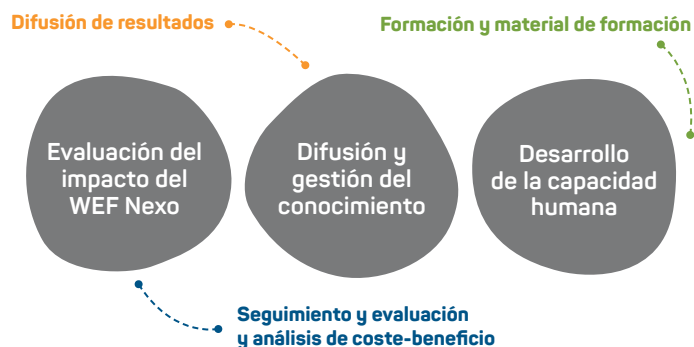 Difusión de resultados
Formación y material de formación
Evaluación del
impacto del
WEF Nexo
Difusión y
gestión del
conocimiento
Desarrollo
de la capacidad
humana
Seguimiento y evaluación
y análisis de coste-beneficio